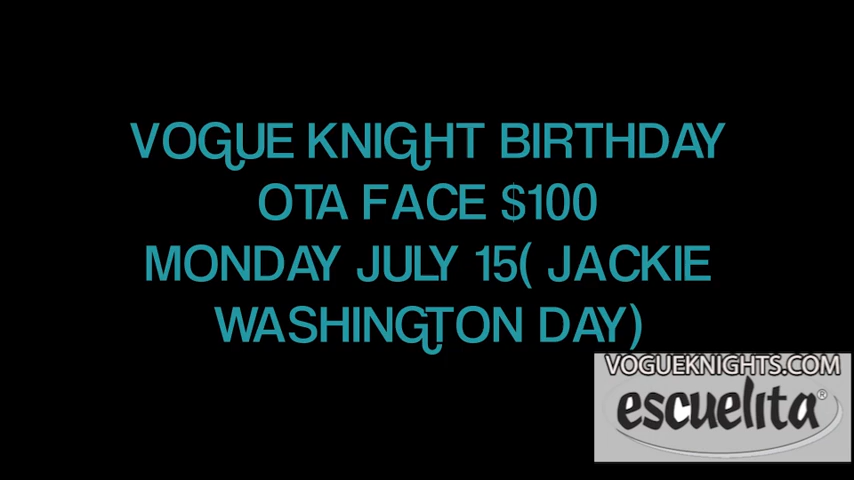 VOGUE KNIGHT BIRTHDAY
OTA FACE $100
MONDAY JULY 15( JACKIE
WASHINGTON DAY)
VOGUEKNIGHTS.COM
escuelita®